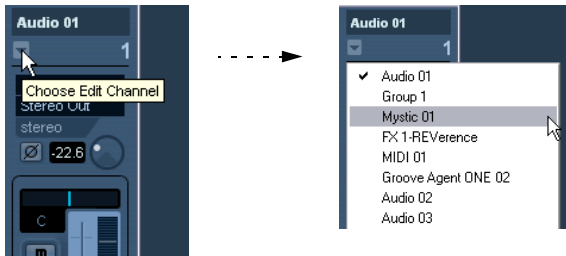 Audio 01
1
Choose Edit Channel
Stereo Out
stereo
-22.6
C
m
Audio 01
1
✓ Audio 01
Group 1
Mystic 01
FX 1-REVerence
MIDI 01
Groove Agent ONE 02
Audio 02
Audio 03